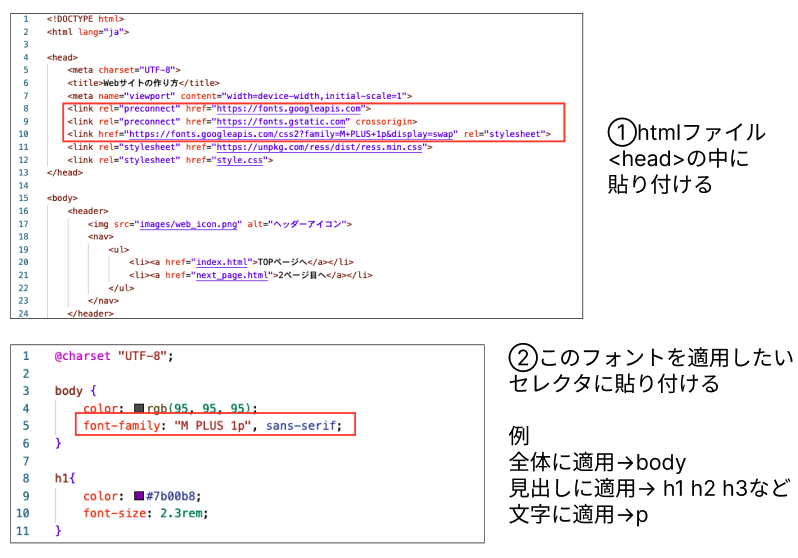 1 <!DOCTYPE html>
2 <html lang="ja">
3
4 <head>
5 <meta charset="UTF-8">
6 <title>Webサイトの作り方</title>
7 <meta name="viewport" content="width=device-width,initial-scale=1">
8 <link rel="preconnect" href="https://fonts.googleapis.com">
9 <link rel="preconnect" href="https://fonts.gstatic.com" crossorigin>
10 <link href="https://fonts.googleapis.com/css2?family=M+PLUS+1p&display=swap" rel="stylesheet">
11 <link rel="stylesheet" href="https://unpkg.com/ress/dist/ress.min.css">
12 <link rel="stylesheet" href="style.css">
13 </head>
14
15 <body>
16 <header>
17 <img src="images/web_icon.png" alt="ヘッダーアイコン">
18 <nav>
19 <ul>
20 <li><a href="index.html">TOPページへ</a></li>
21 <li><a href="next_page.html">2ページ目へ</a></li>
22 </ul>
23 </nav>
24 </header>
①htmlファイル
<head>の中に
貼り付ける
1 @charset "UTF-8";
2
3 body {
4 color: rgb(95, 95, 95);
5 font-family: "M PLUS 1p", sans-serif;
6 }
7
8 h1{
9 color: #7b00b8;
10 font-size: 2.3rem;
11 }
②このフォントを適用したい
セレクタに貼り付ける
例
全体に適用→body
見出しに適用→ h1 h2 h3など
文字に適用→p